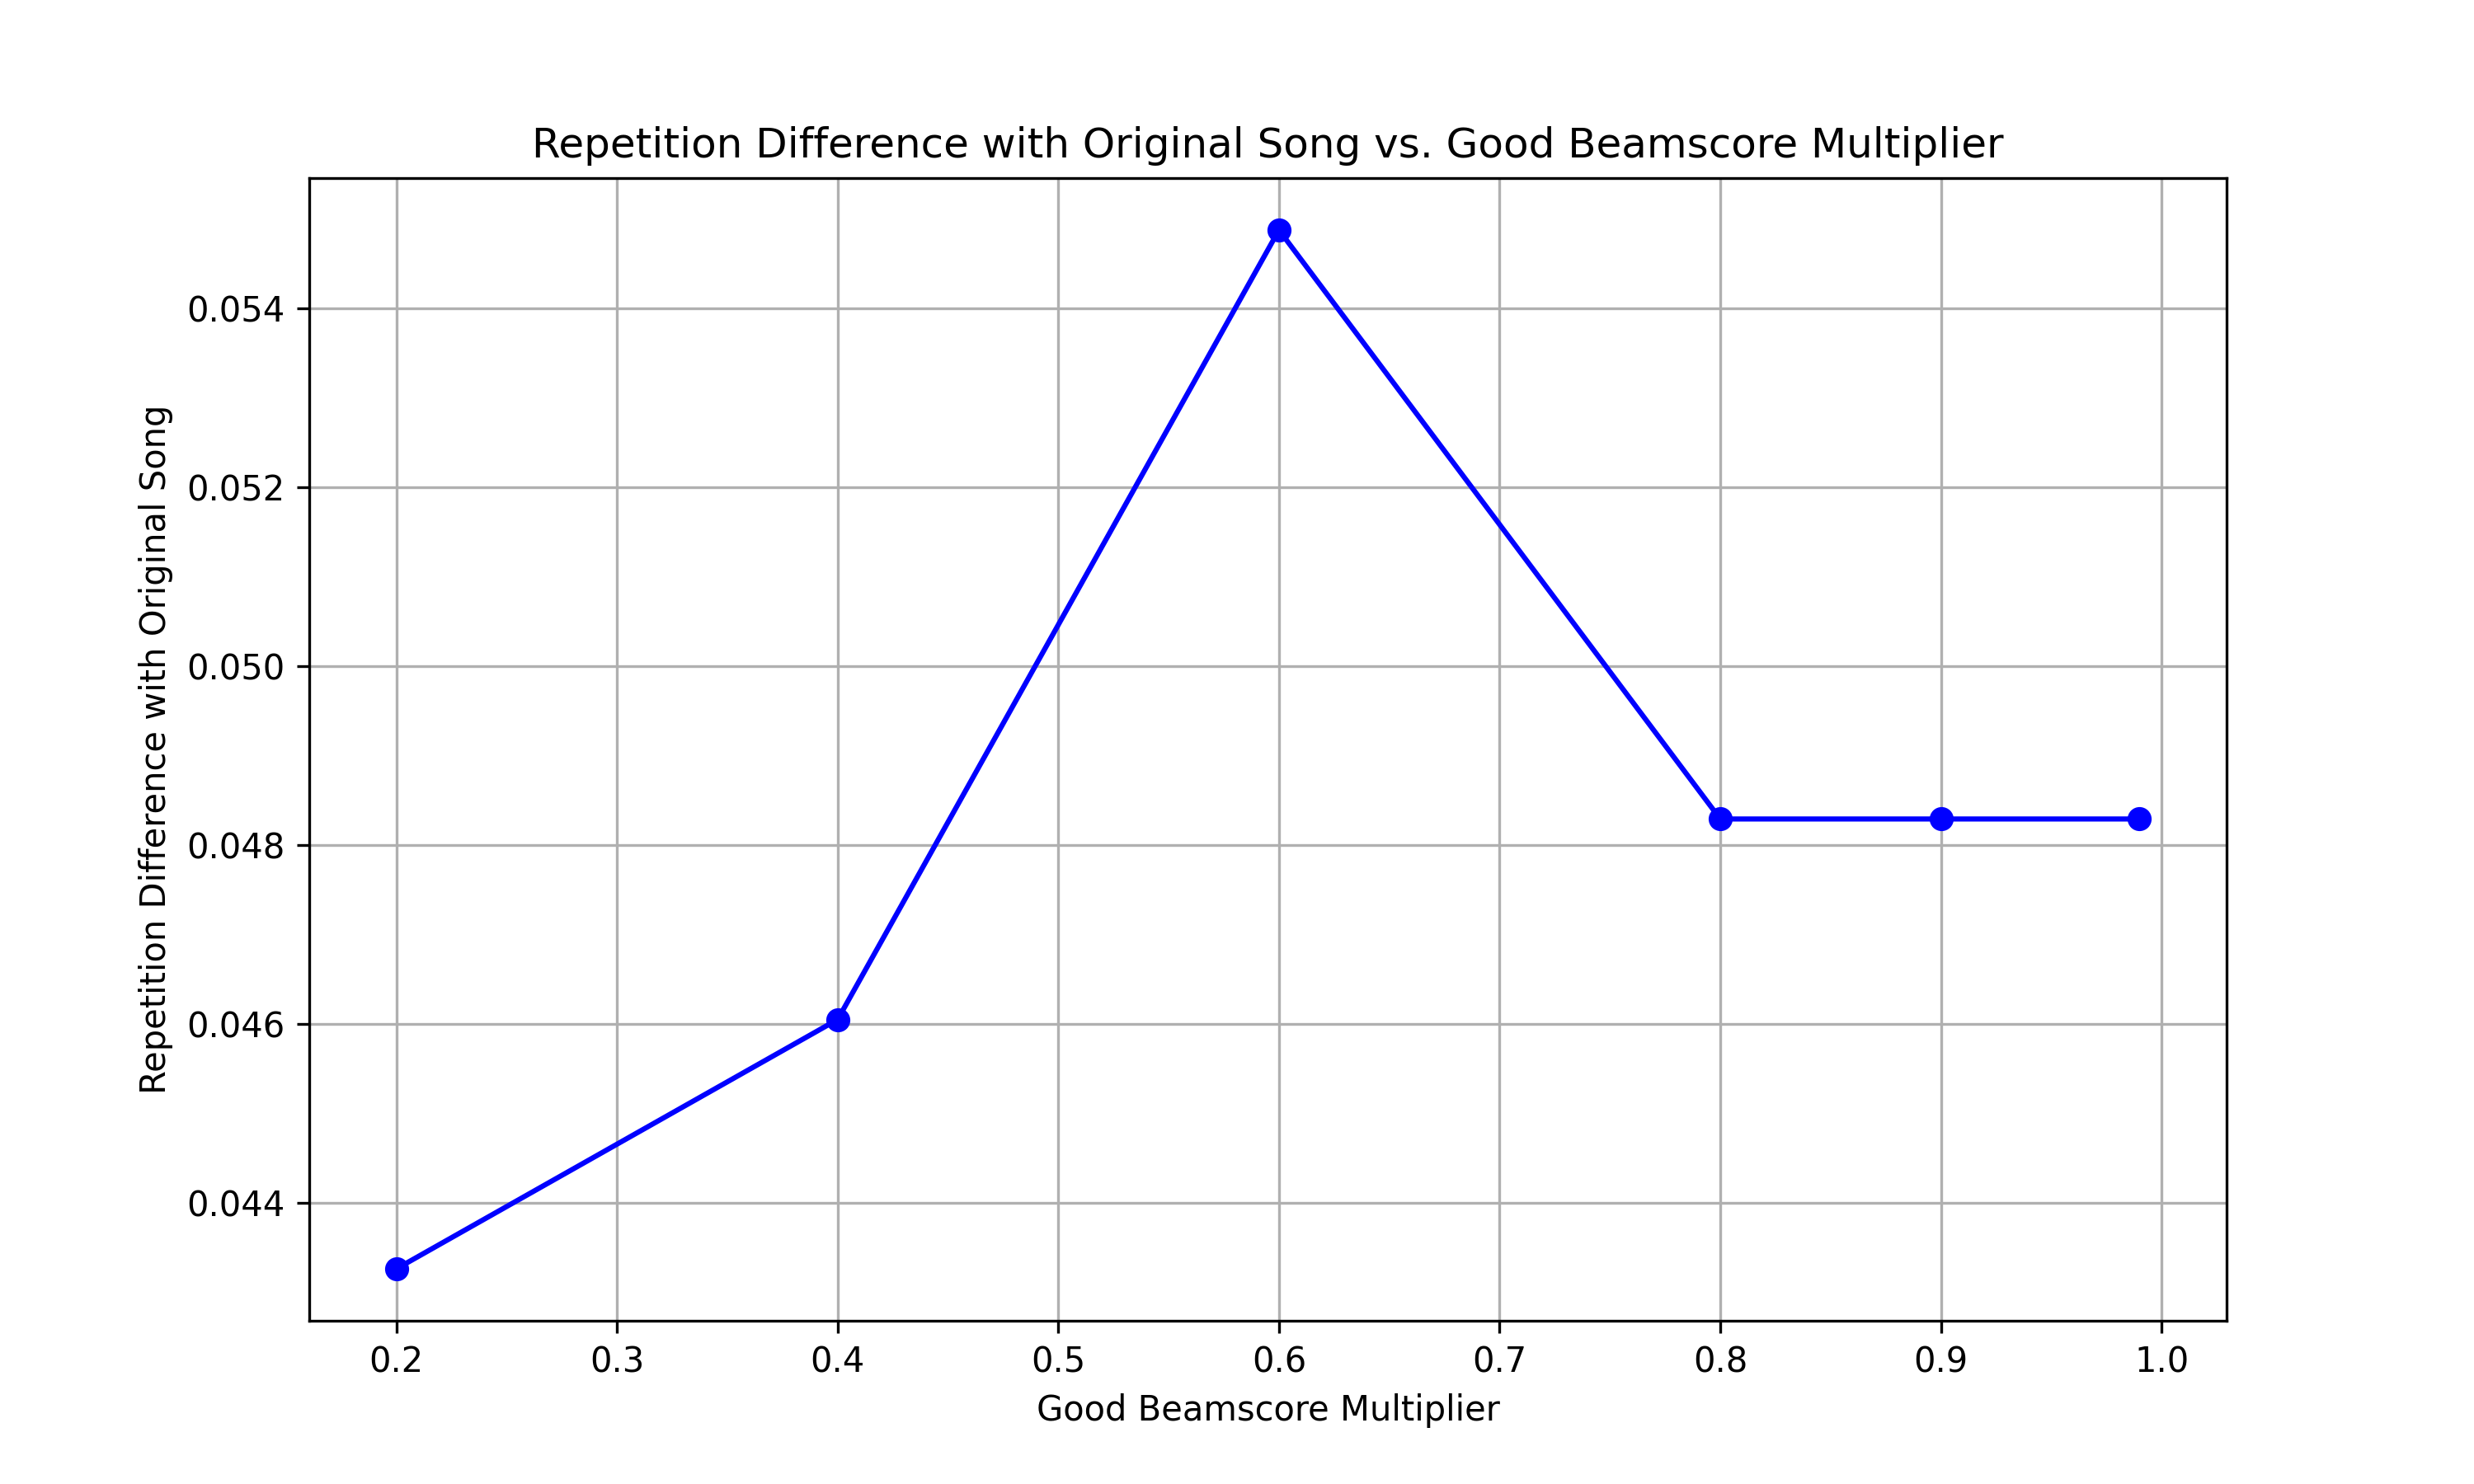 Repetition Difference with Original Song vs. Good Beamscore Multiplier
Repetition Difference with Original Song
0.054
0.052
0.050
0.048
0.046
0.044
0.2 0.3 0.4 0.5 0.6 0.7 0.8 0.9 1.0
Good Beamscore Multiplier